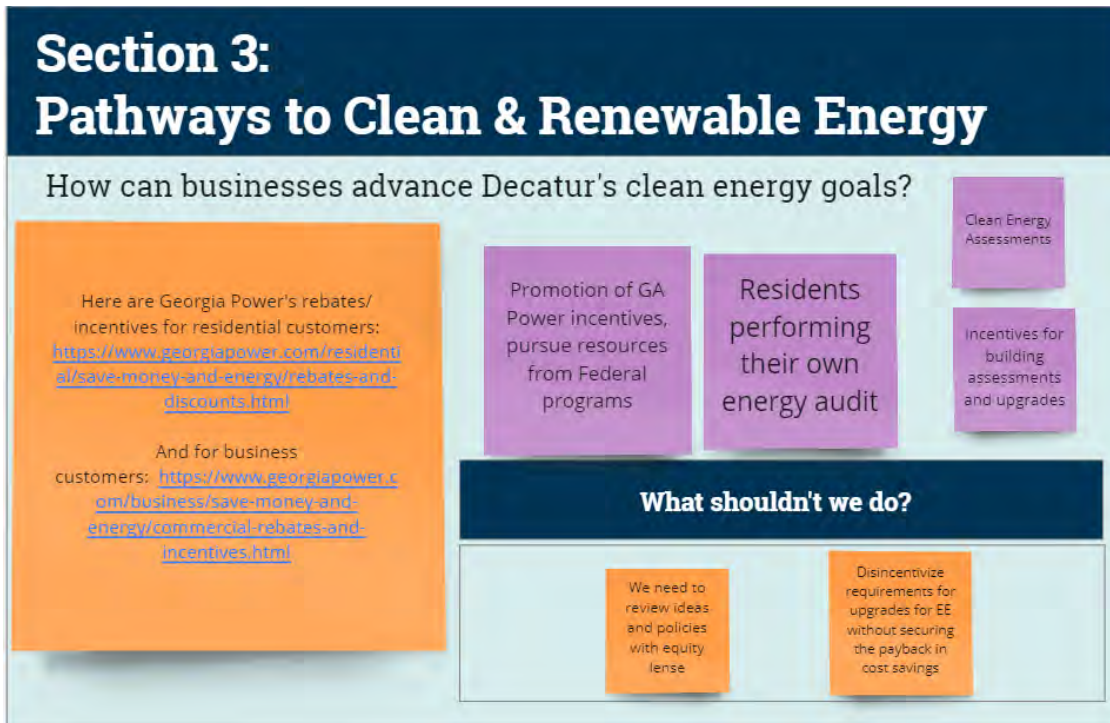 Section 3:
Pathways to Clean & Renewable Energy
How can businesses advance Decatur's clean energy goals?
Here are Georgia Power's rebates/
incentives for residential customers:
https://www.georgiapower.com/residenti
al/save-money-and-energy/rebates-and-
discounts.html
And for business
customers: https://www.georgiapower.c
om/business/save-money-and-
energy/commercial-rebates-and-
incentives.html
Promotion of GA
Power incentives,
pursue resources
from Federal
programs
Residents
performing
their own
energy audit
Clean Energy
Assessments
Incentives for
building
assessments
and upgrades
What shouldn't we do?
We need to
review ideas
and policies
with equity
lense
Disincentivize
requirements for
upgrades for EE
without securing
the payback in
cost savings